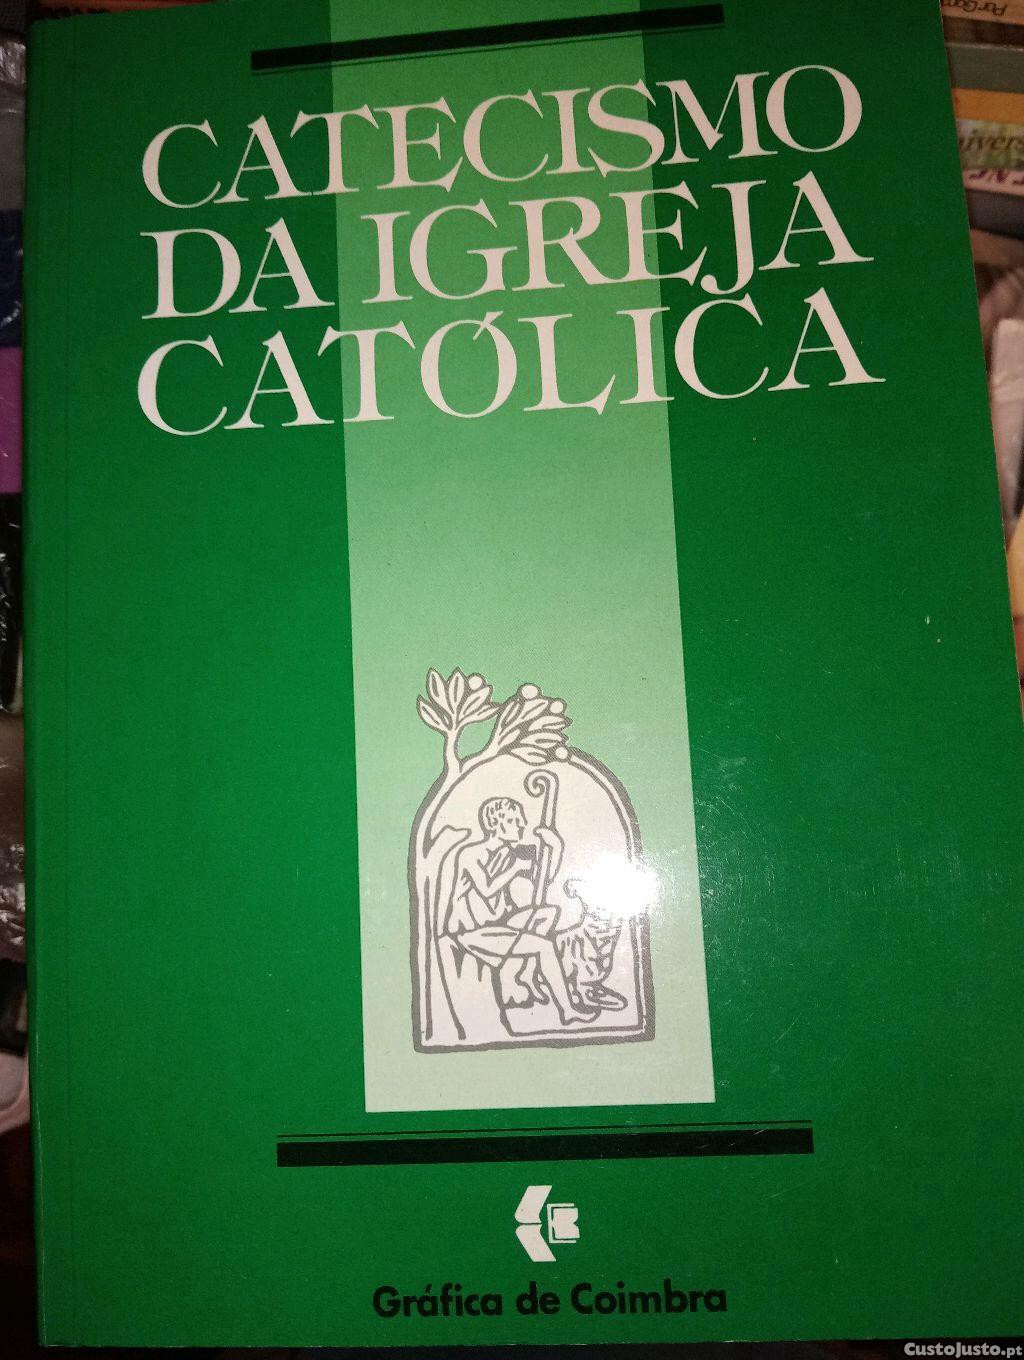 CATECISMO
DA IGREJA
CATÓLICA
Gráfica de Coimbra
CustoJusto.pt